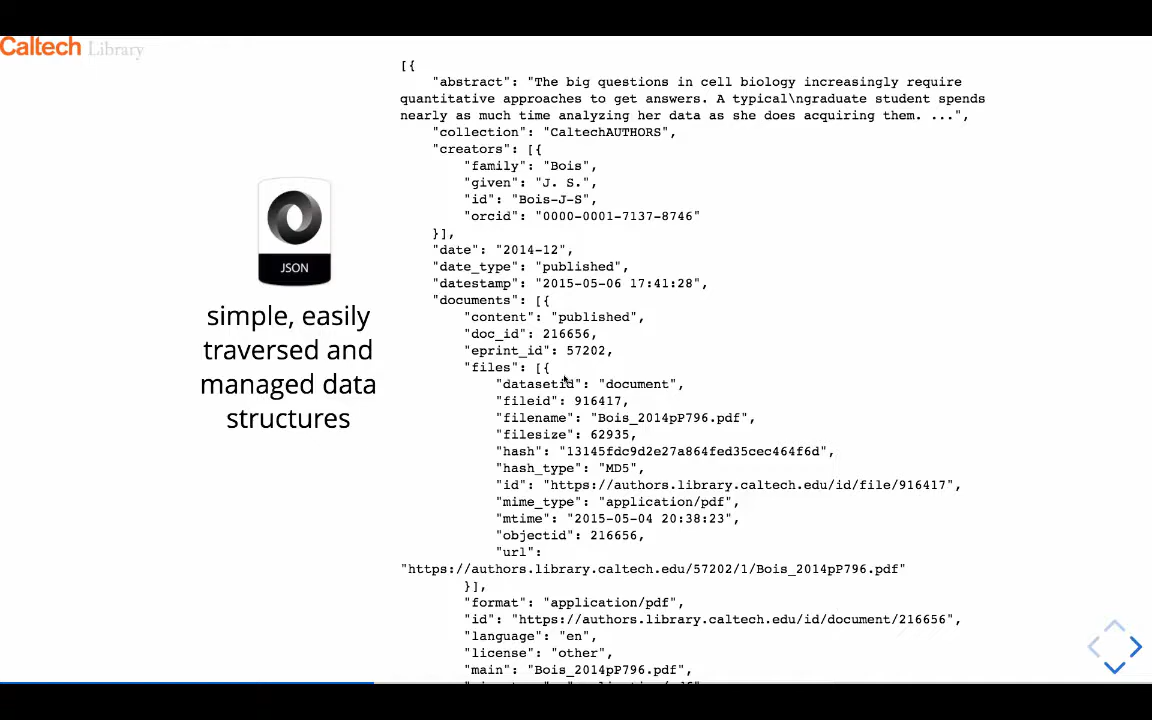 Caltech Library
JSON
simple, easily
traversed and
managed data
structures
[{
"abstract": "The big questions in cell biology increasingly require
quantitative approaches to get answers. A typical\ngraduate student spends
nearly as much time analyzing her data as she does acquiring them. ...",
"collection": "CaltechAUTHORS",
"creators": [{
"family": "Bois",
"given": "J. S.",
"id": "Bois-J-S",
"orcid": "0000-0001-7137-8746"
}],
"date": "2014-12",
"date_type": "published",
"datestamp": "2015-05-06 17:41:28",
"documents": [{
"content": "published",
"doc_id": 216656,
"eprint_id": 57202,
"files": [{
"datasetid": "document",
"fileid": 916417,
"filename": "Bois_2014pP796.pdf",
"filesize": 62935,
"hash": "13145fdc9d2e27a864fed35cec464f6d",
"hash_type": "MD5",
"id": "https://authors.library.caltech.edu/id/file/916417",
"mime_type": "application/pdf",
"mtime": "2015-05-04 20:38:23",
"objectid": 216656,
"url":
"https://authors.library.caltech.edu/57202/1/Bois_2014pP796.pdf"
}],
"format": "application/pdf",
"id": "https://authors.library.caltech.edu/id/document/216656",
"language": "en",
"license": "other",
"main": "Bois_2014pP796.pdf",